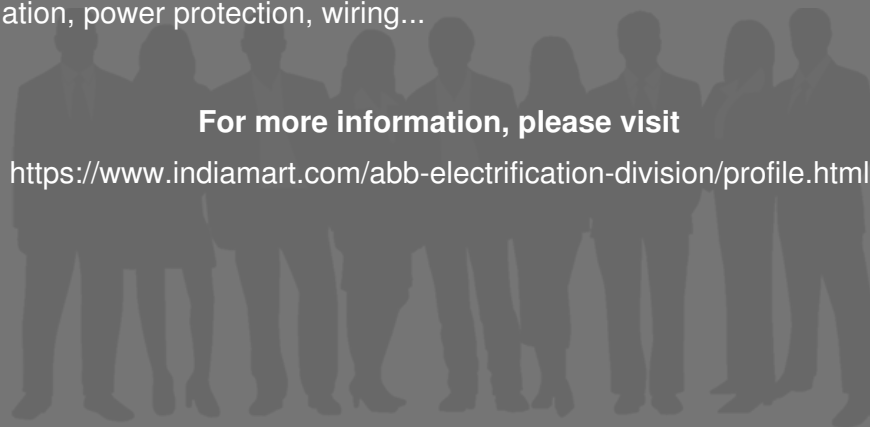 ation, power protection, wiring...
For more information, please visit
https://www.indiamart.com/abb-electrification-division/profile.html